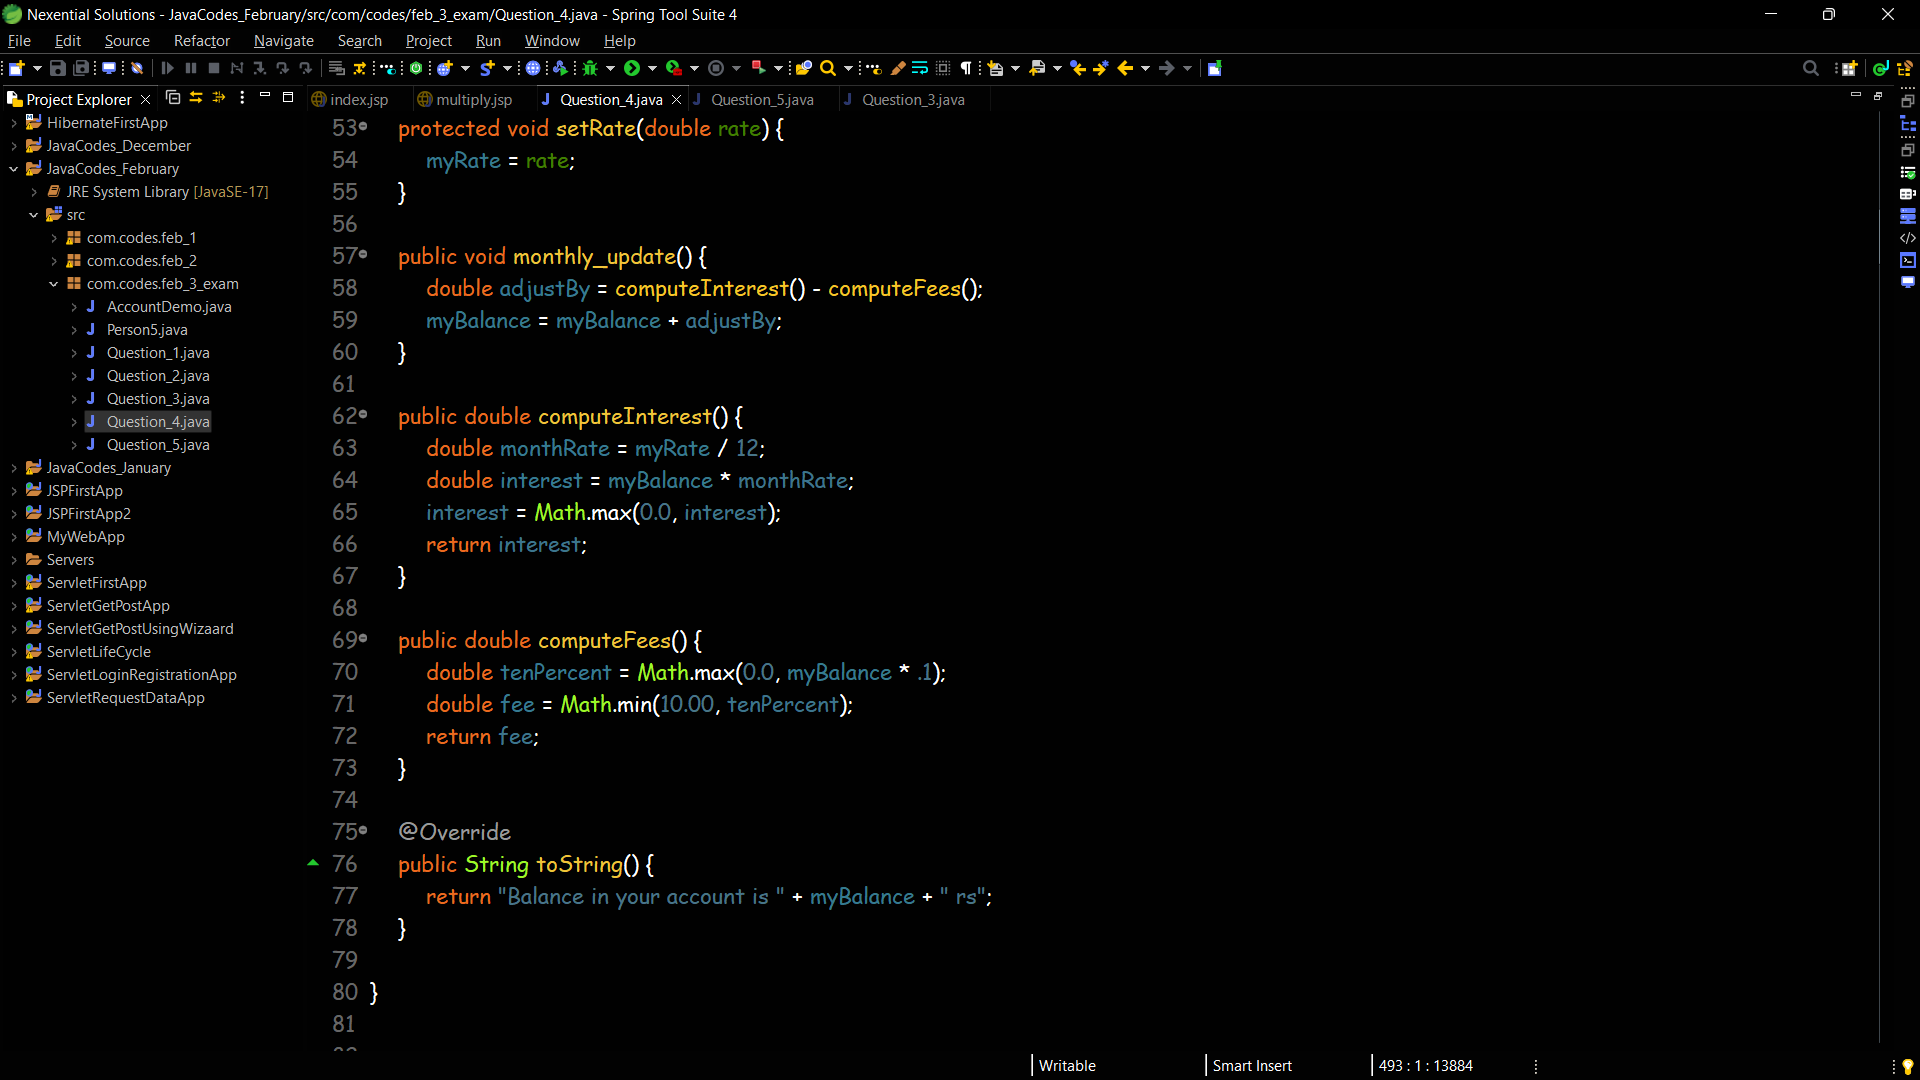 Nexential Solutions - JavaCodes_February/src/com/codes/feb_3_exam/Question_4.java - Spring Tool Suite 4
File Edit Source Refactor Navigate Search Project Run Window Help
Project Explorer
index.jsp multiply.jsp Question_4.java Question_5.java Question_3.java
HibernateFirstApp
JavaCodes_December
JavaCodes_February
JRE System Library [JavaSE-17]
src
com.codes.feb_1
com.codes.feb_2
com.codes.feb_3_exam
AccountDemo.java
Person5.java
Question_1.java
Question_2.java
Question_3.java
Question_4.java
Question_5.java
JavaCodes_January
JSPFirstApp
JSPFirstApp2
MyWebApp
Servers
ServletFirstApp
ServletGetPostApp
ServletGetPostUsingWizaard
ServletLifeCycle
ServletLoginRegistrationApp
ServletRequestDataApp
53 protected void setRate(double rate) {
54 myRate = rate;
55 }
56
57 public void monthly_update() {
58 double adjustBy = computeInterest() - computeFees();
59 myBalance = myBalance + adjustBy;
60 }
61
62 public double computeInterest() {
63 double monthRate = myRate / 12;
64 double interest = myBalance * monthRate;
65 interest = Math.max(0.0, interest);
66 return interest;
67 }
68
69 public double computeFees() {
70 double tenPercent = Math.max(0.0, myBalance * .1);
71 double fee = Math.min(10.00, tenPercent);
72 return fee;
73 }
74
75 @Override
76 public String toString() {
77 return "Balance in your account is " + myBalance + " rs";
78 }
79
80 }
81
Writable Smart Insert 493 : 1 : 13884